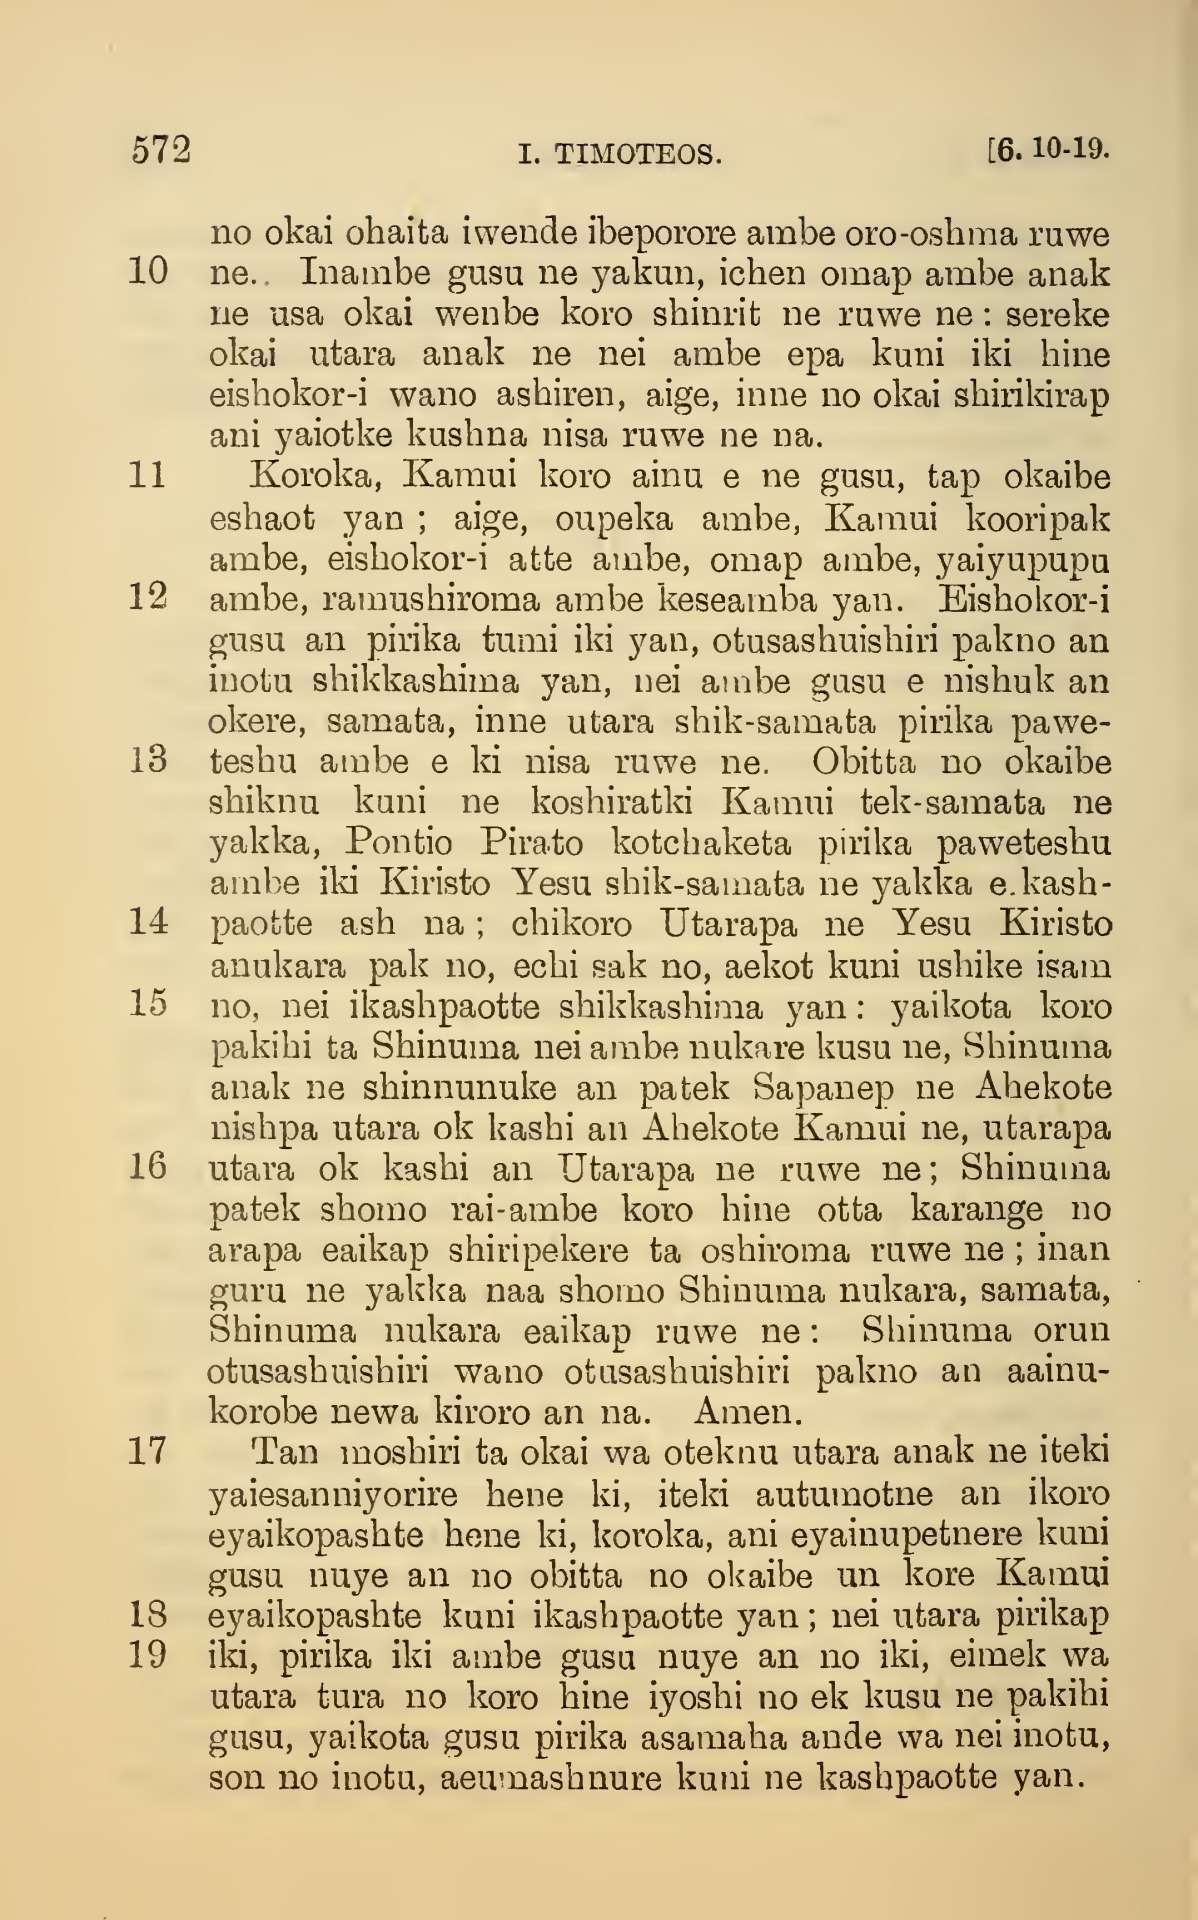 572 I. TIMOTEOS. [6. 10-19.
no okai ohaita iwende ibeporore ambe oro-oshma ruwe
10 ne.. Inambe gusu ne yakun, ichen omap ambe anak
ne usa okai wenbe koro shinrit ne ruwe ne : sereke
okai utara anak ne nei ambe epa kuni iki hine
eishokor-i wano ashiren, aige, inne no okai shirikirap
ani yaiotke kushna nisa ruwe ne na.
11 Koroka, Kamui koro ainu e ne gusu, tap okaibe
eshaot yan ; aige, oupeka ambe, Kamui kooripak
ambe, eishokor-i atte ambe, omap ambe, yaiyupupu
12 ambe, ramushiroma ambe keseamba yan. Eishokor-i
gusu an pirika tumi iki yan, otusashuishiri pakno an
inotu shikkashima yan, nei ambe gusu e nishuk an
okere, samata, inne utara shik-samata pirika pawe-
13 teshu ambe e ki nisa ruwe ne. Obitta no okaibe
shiknu kuni ne koshiratki Kamui tek-samata ne
yakka, Pontio Pirato kotchaketa pirika paweteshu
ambe iki Kiristo Yesu shik-samata ne yakka e.kash-
14 paotte ash na ; chikoro Utarapa ne Yesu Kiristo
anukara pak no, echi sak no, aekot kuni ushike isam
15 no, nei ikashpaotte shikkashima yan : yaikota koro
pakihi ta Shinuma nei ambe nukare kusu ne, Shinuma
anak ne shinnunuke an patek Sapanep ne Ahekote
nishpa utara ok kashi an Ahekote Kamui ne, utarapa
16 utara ok kashi an Utarapa ne ruwe ne ; Shinuma
patek shomo rai-ambe koro hine otta karange no
arapa eaikap shiripekere ta oshiroma ruwe ne ; inan
guru ne yakka naa shomo Shinuma nukara, samata,
Shinuma nukara eaikap ruwe ne : Shinuma orun
otusashuishiri wano otusashuishiri pakno an aainu-
korobe newa kiroro an na. Amen.
17 Tan moshiri ta okai wa oteknu utara anak ne iteki
yaiesanniyorire hene ki, iteki autumotne an ikoro
eyaikopashte hene ki, koroka, ani eyainupetnere kuni
gusu nuye an no obitta no okaibe un kore Kamui
18 eyaikopashte kuni ikashpaotte yan ; nei utara pirikap
19 iki, pirika iki ambe gusu nuye an no iki, eimek wa
utara tura no koro hine iyoshi no ek kusu ne pakihi
gusu, yaikota gusu pirika asamaha ande wa nei inotu,
son no inotu, aeumashnure kuni ne kashpaotte yan.